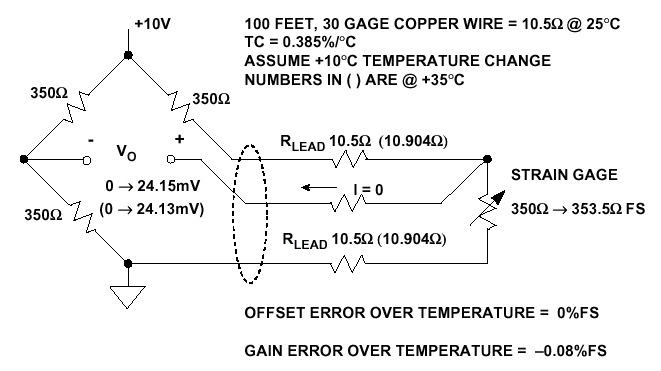 +10V
100 FEET, 30 GAGE COPPER WIRE = 10.5Ω @ 25°C
TC = 0.385%/°C
ASSUME +10°C TEMPERATURE CHANGE
NUMBERS IN ( ) ARE @ +35°C
350Ω
350Ω
- VO +
0 → 24.15mV
(0 → 24.13mV)
350Ω
RLEAD 10.5Ω (10.904Ω)
I = 0
RLEAD 10.5Ω (10.904Ω)
STRAIN GAGE
350Ω → 353.5Ω FS
OFFSET ERROR OVER TEMPERATURE = 0%FS
GAIN ERROR OVER TEMPERATURE = –0.08%FS